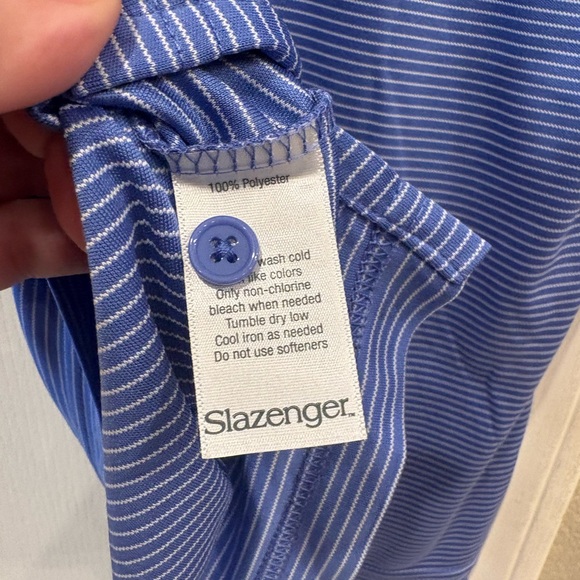 100% Polyester
wash cold
like colors
Only non-chlorine
bleach when needed
Tumble dry low
Cool iron as needed
Do not use softeners
Slazenger™